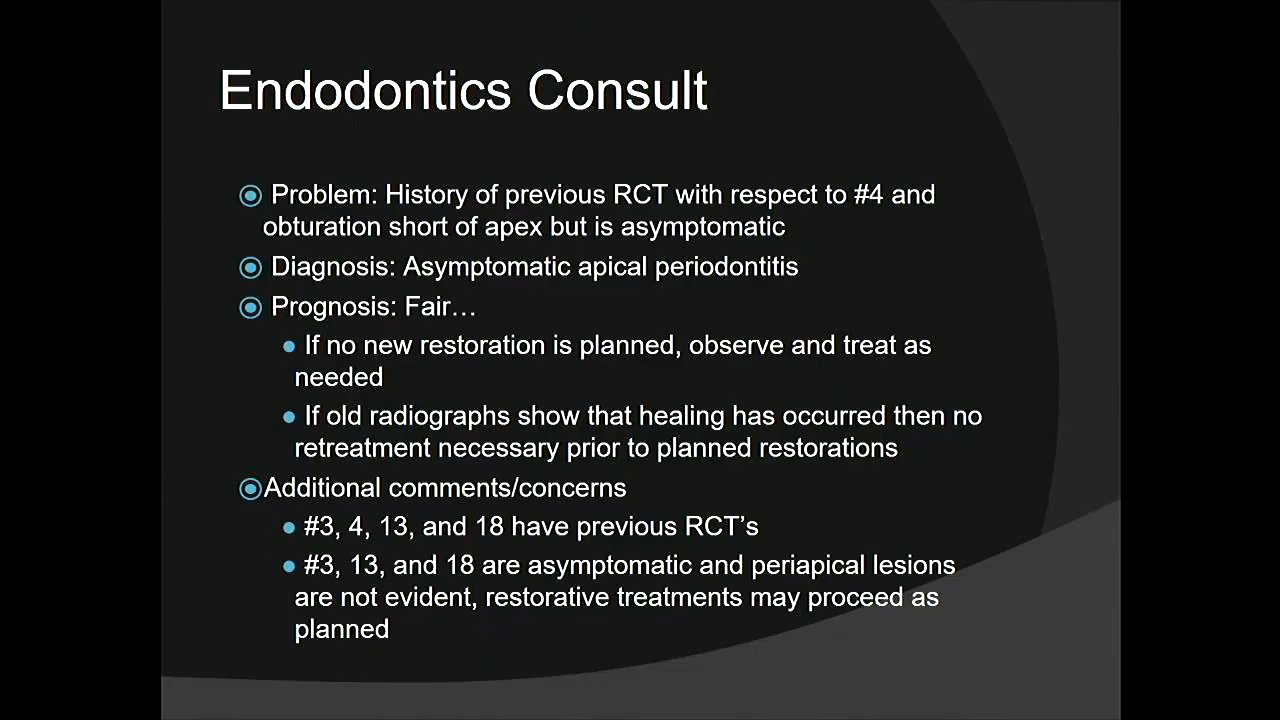 Endodontics Consult
Problem: History of previous RCT with respect to #4 and
obturation short of apex but is asymptomatic
Diagnosis: Asymptomatic apical periodontitis
Prognosis: Fair…
If no new restoration is planned, observe and treat as
needed
If old radiographs show that healing has occurred then no
retreatment necessary prior to planned restorations
Additional comments/concerns
#3, 4, 13, and 18 have previous RCT’s
#3, 13, and 18 are asymptomatic and periapical lesions
are not evident, restorative treatments may proceed as
planned